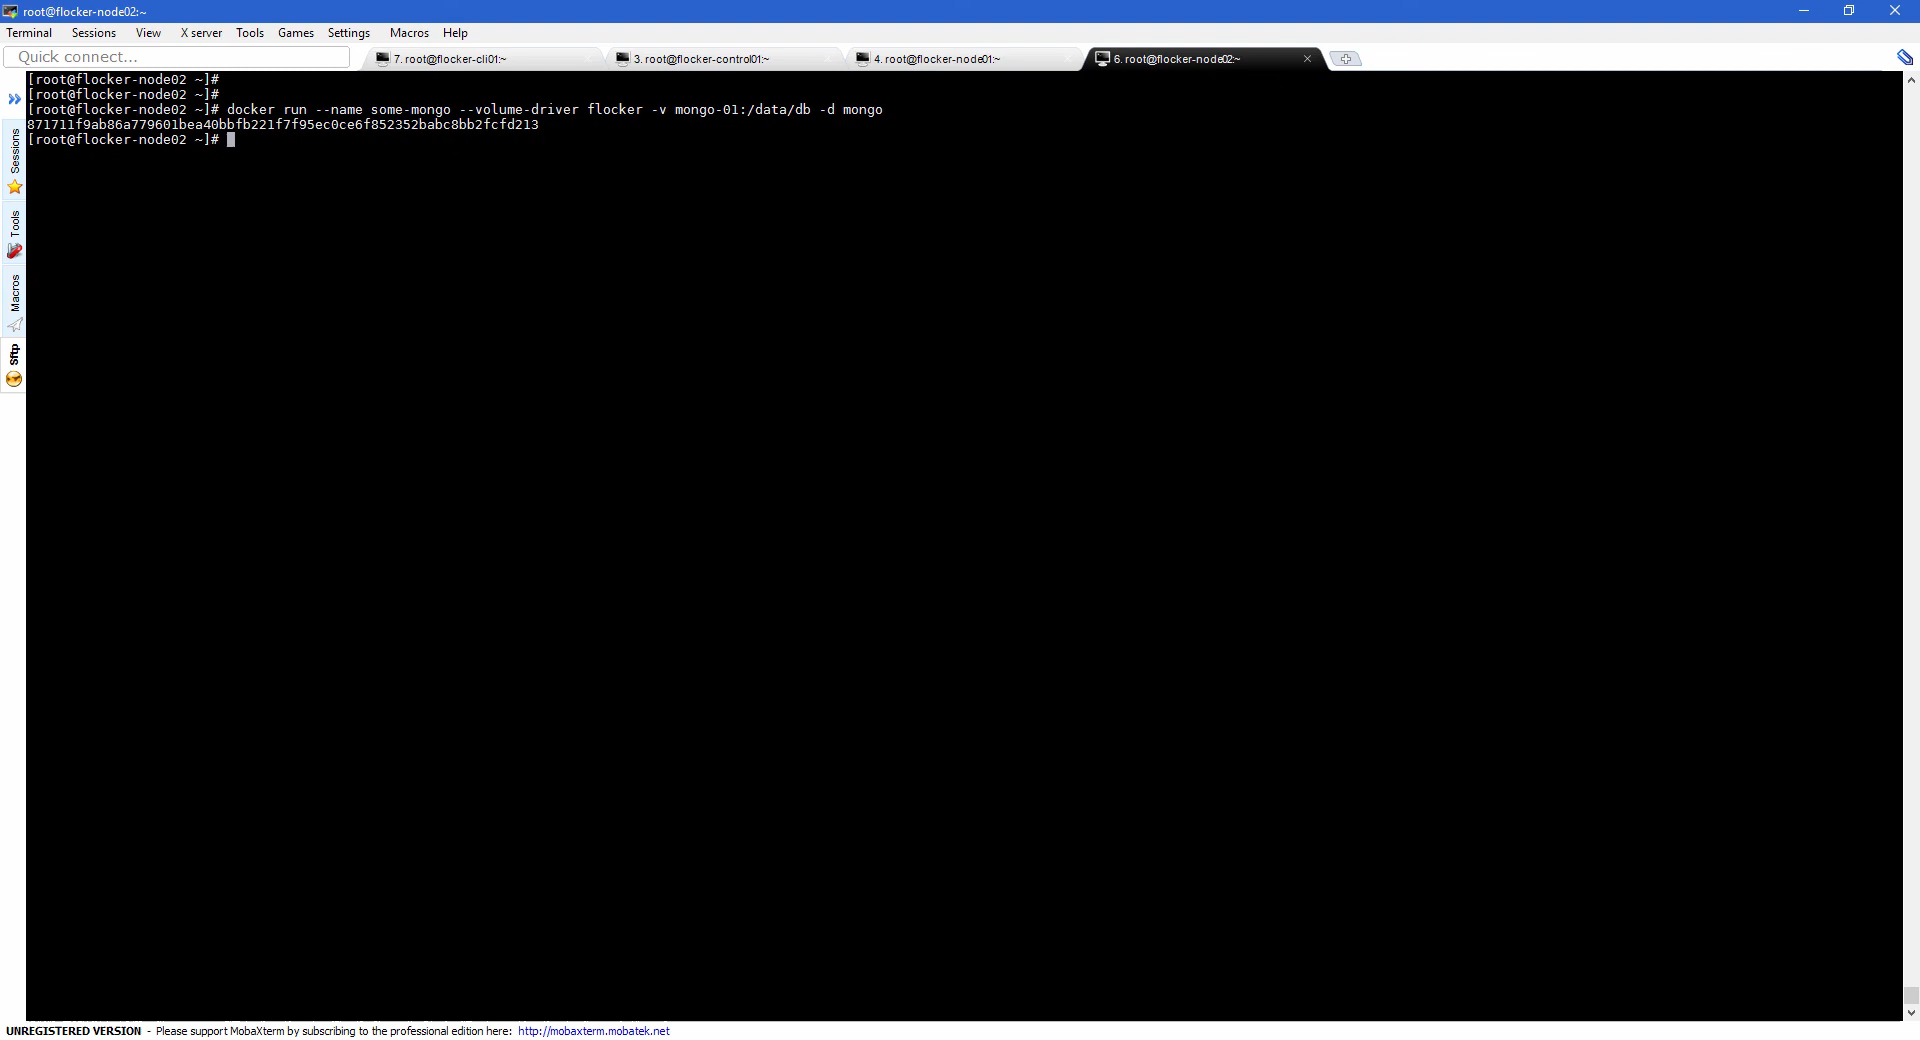 root@flocker-node02:~
Terminal Sessions View X server Tools Games Settings Macros Help
Quick connect...
7. root@flocker-cli01:~
3. root@flocker-control01:~
4. root@flocker-node01:~
6. root@flocker-node02:~
[root@flocker-node02 ~]#
[root@flocker-node02 ~]#
[root@flocker-node02 ~]# docker run --name some-mongo --volume-driver flocker -v mongo-01:/data/db -d mongo
871711f9ab86a779601bea40bbfb221f7f95ec0ce6f852352babc8bb2fcfd213
[root@flocker-node02 ~]#
Sessions
Tools
Macros
Sftp
UNREGISTERED VERSION - Please support MobaXterm by subscribing to the professional edition here: http://mobaxterm.mobatek.net